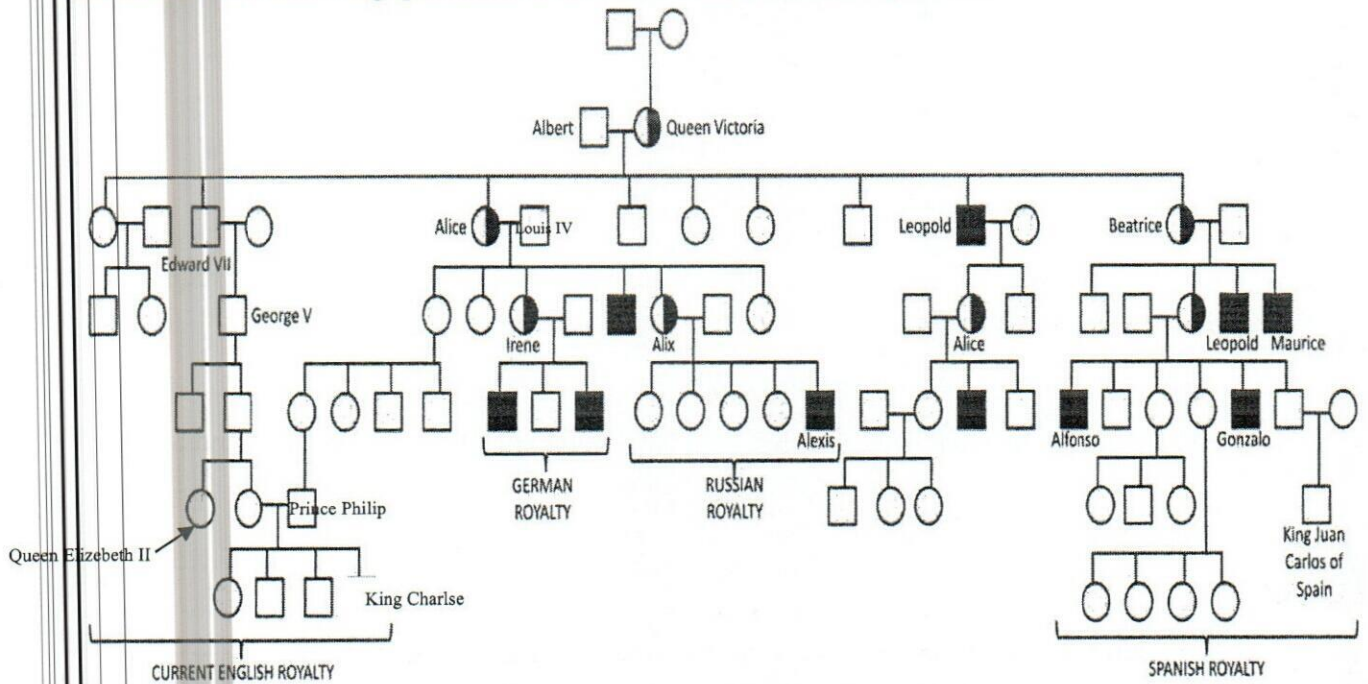 Albert
Queen Victoria
Alice
Louis IV
Leopold
Beatrice
Edward VII
George V
Irene
Alix
Alice
Leopold
Maurice
Alexis
Alfonso
Gonzalo
GERMAN
ROYALTY
RUSSIAN
ROYALTY
Prince Philip
Queen Elizebeth II
King Juan
Carlos of
Spain
King Charlse
CURRENT ENGLISH ROYALTY
SPANISH ROYALTY